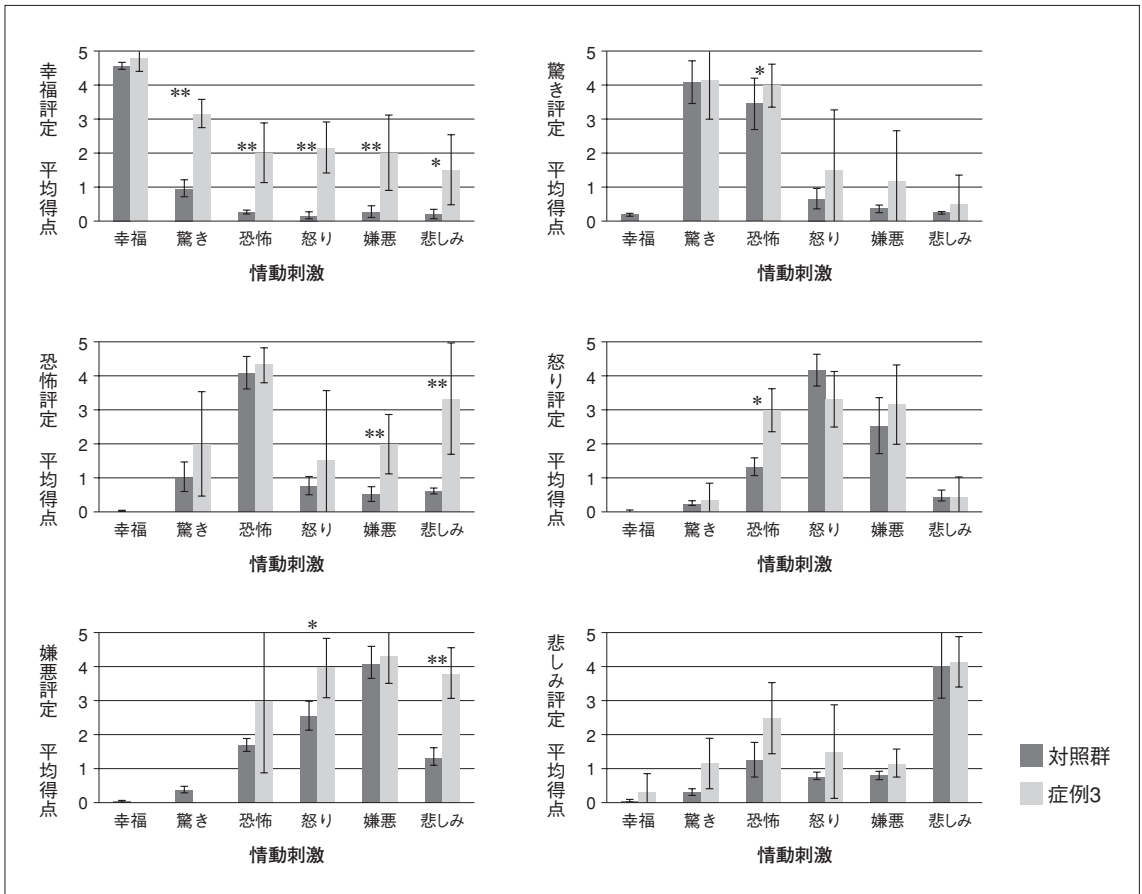 幸福評定 平均得点
5
4
3
2
1
0
**
**
**
**
*
幸福 驚き 恐怖 怒り 嫌悪 悲しみ
情動刺激
驚き評定 平均得点
5
4
3
2
1
0
*
幸福 驚き 恐怖 怒り 嫌悪 悲しみ
情動刺激
恐怖評定 平均得点
5
4
3
2
1
0
**
**
幸福 驚き 恐怖 怒り 嫌悪 悲しみ
情動刺激
怒り評定 平均得点
5
4
3
2
1
0
*
幸福 驚き 恐怖 怒り 嫌悪 悲しみ
情動刺激
嫌悪評定 平均得点
5
4
3
2
1
0
*
**
幸福 驚き 恐怖 怒り 嫌悪 悲しみ
情動刺激
悲しみ評定 平均得点
5
4
3
2
1
0
幸福 驚き 恐怖 怒り 嫌悪 悲しみ
情動刺激
対照群
症例3